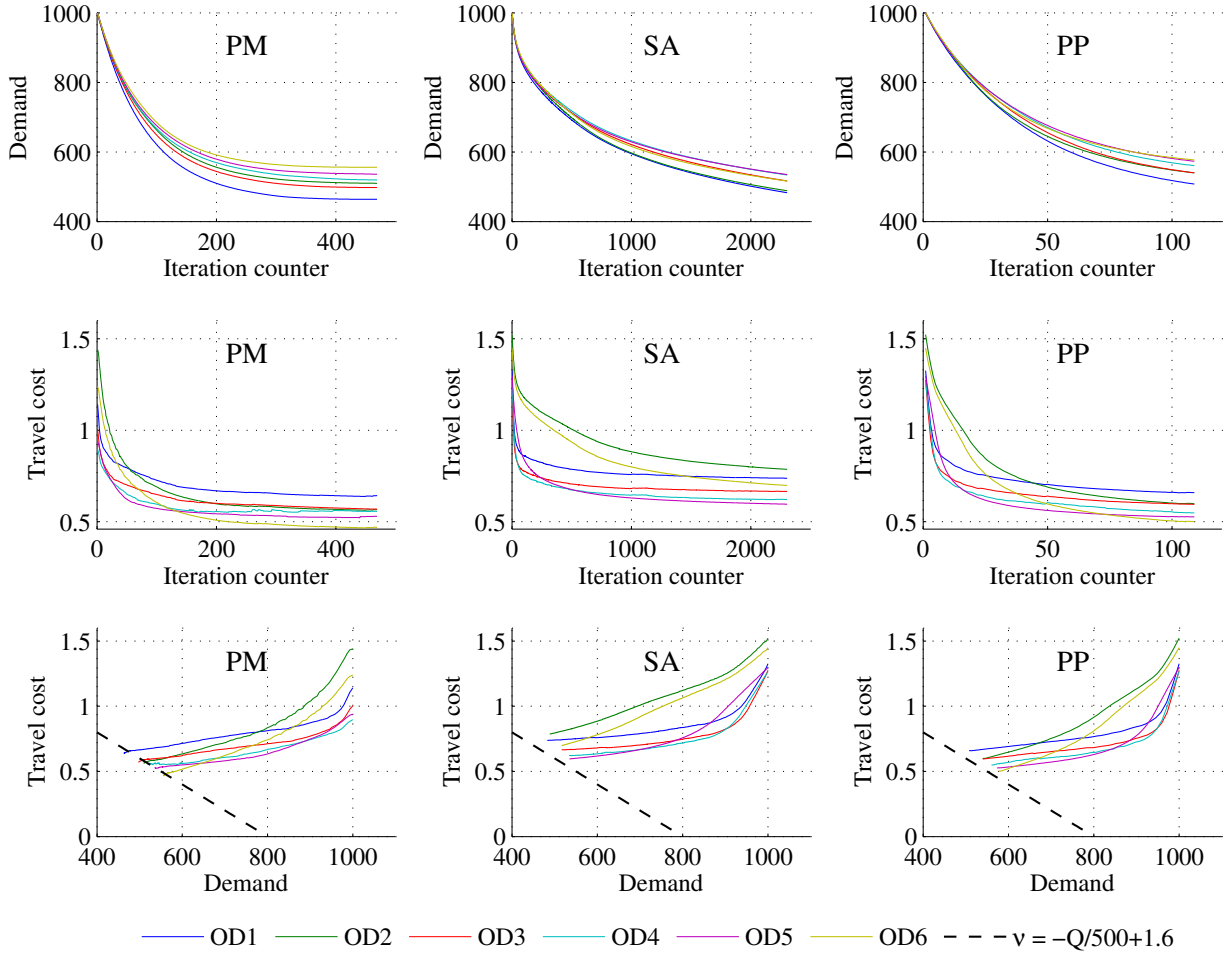 1000
800
600
400
Demand
PM
0
200
400
Iteration counter
1000
800
600
400
Demand
SA
0
1000
2000
Iteration counter
1000
800
600
400
Demand
PP
0
50
100
Iteration counter
1.5
1
0.5
Travel cost
PM
0
200
400
Iteration counter
1.5
1
0.5
Travel cost
SA
0
1000
2000
Iteration counter
1.5
1
0.5
Travel cost
PP
0
50
100
Iteration counter
1.5
1
0.5
0
Travel cost
PM
400
600
800
1000
Demand
1.5
1
0.5
0
Travel cost
SA
400
600
800
1000
Demand
1.5
1
0.5
0
Travel cost
PP
400
600
800
1000
Demand
OD1 OD2 OD3 OD4 OD5 OD6 ν = −Q/500+1.6